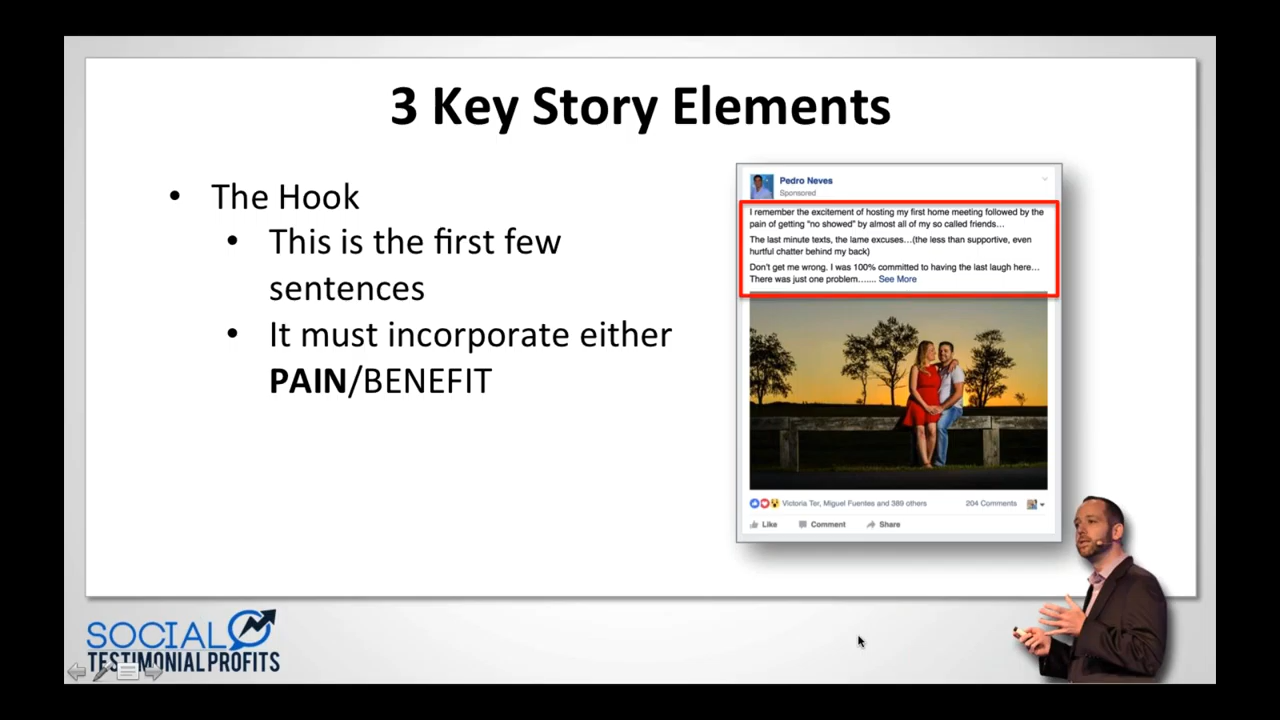 3 Key Story Elements
• The Hook
• This is the first few
sentences
• It must incorporate either
PAIN/BENEFIT
Pedro Neves
Sponsored
I remember the excitement of hosting my first home meeting followed by the
pain of getting “no showed” by almost all of my so called friends…
The last minute texts, the lame excuses…(the less than supportive, even
hurtful chatter behind my back)
Don't get me wrong. I was 100% committed to having the last laugh here…
There was just one problem....... See More
Victoria Ter, Miguel Fuentes and 389 others 204 Comments
Like Comment Share
SOCIAL
TESTIMONIAL PROFITS